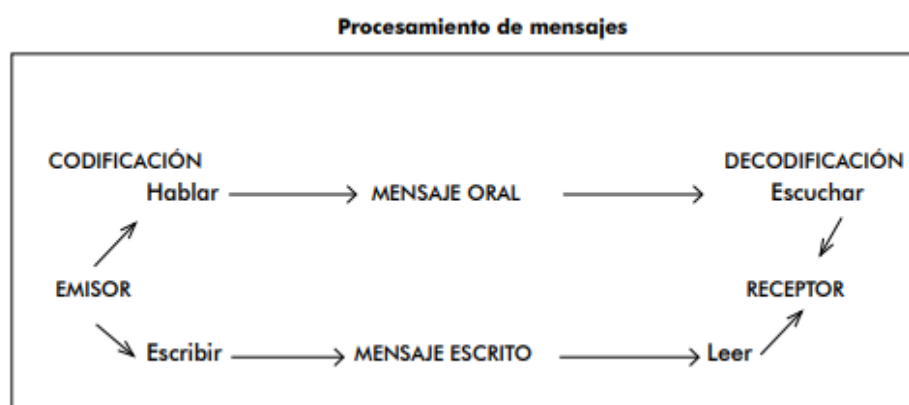 Procesamiento de mensajes
CODIFICACIÓN DECODIFICACIÓN
Hablar MENSAJE ORAL Escuchar
EMISOR RECEPTOR
Escribir MENSAJE ESCRITO Leer